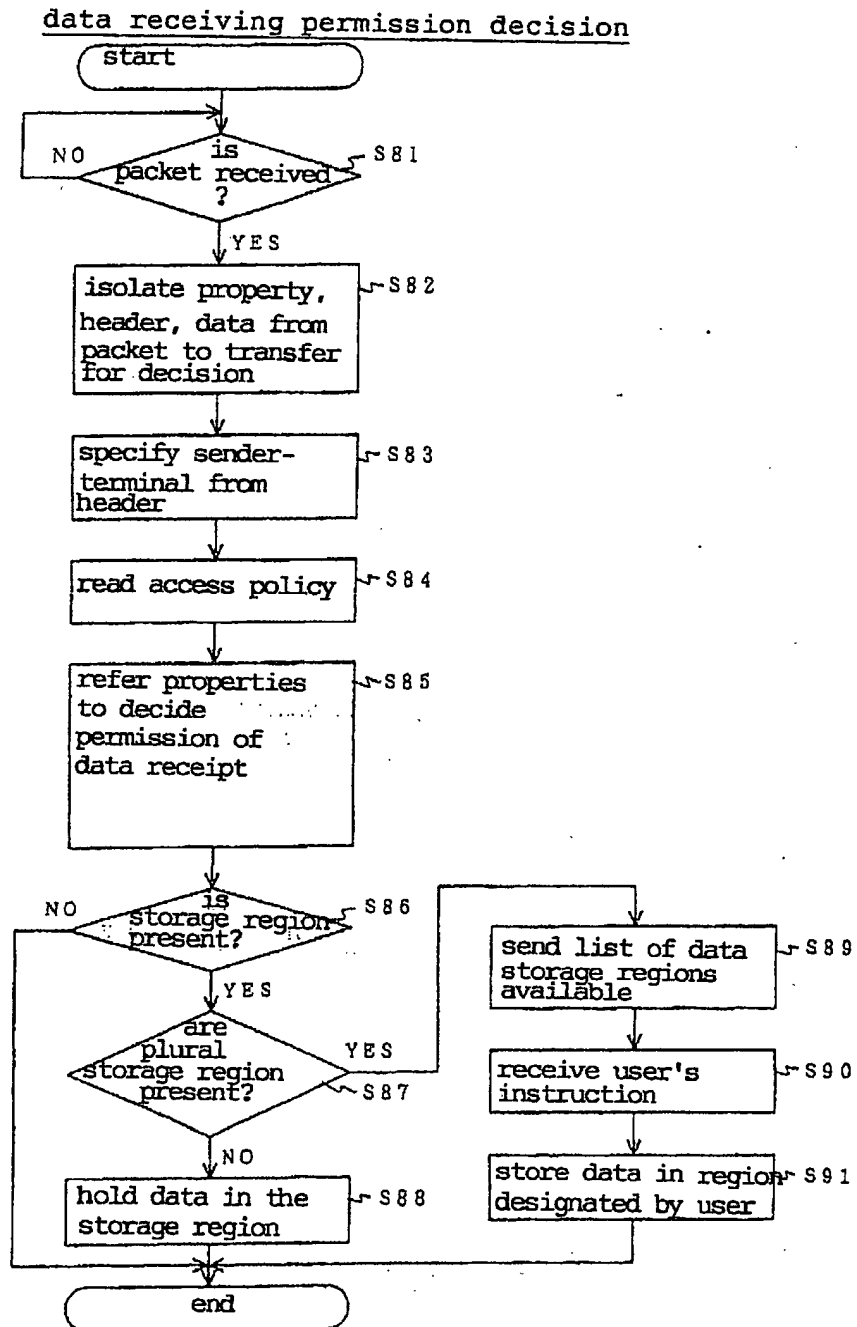 data receiving permission decision
start
is
packet received
?
S81
NO
YES
isolate property,
header, data from
packet to transfer
for decision
S82
specify sender-
terminal from
header
S83
read access policy
S84
refer properties
to decide
permission of
data receipt
S85
is
storage region
present?
S86
NO
YES
are
plural
storage region
present?
S87
YES
NO
hold data in the
storage region
S88
send list of data
storage regions
available
S89
receive user's
instruction
S90
store data in region
designated by user
S91
end